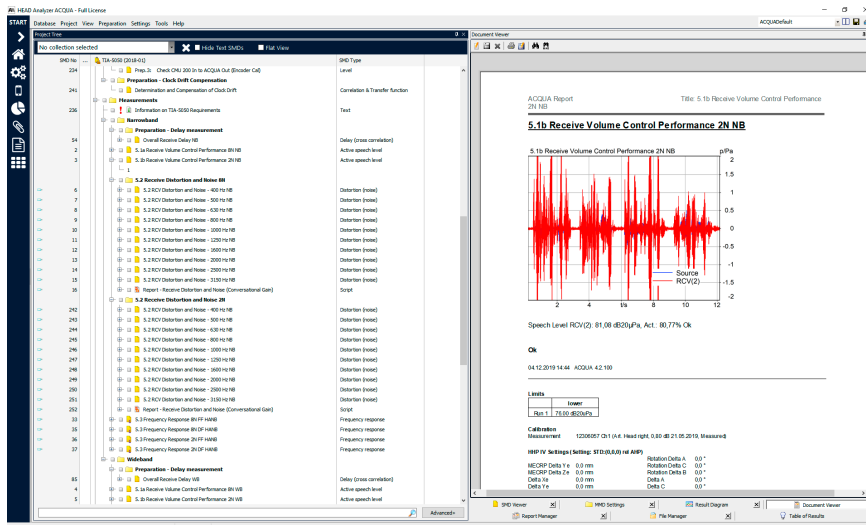 HEAD Analyzer ACQUA - Full License
START
Database Project View Preparation Settings Tools Help
ACQUADefault
Project Tree
No collection selected
Hide Text SMDs
Flat View
SMD No ... TIA-5050 (2018-01) SMD Type
234 Prep.3: Check CMU 200 In to ACQUA Out (Encoder Cal) Level
Preparation - Clock Drift Compensation
241 Determination and Compensation of Clock Drift Correlation & Transfer function
Measurements
236 Information on TIA-5050 Requirements Text
Narrowband
Preparation - Delay measurement
54 Overall Receive Delay NB Delay (cross correlation)
2 5.1a Receive Volume Control Performance 8N NB Active speech level
3 5.1b Receive Volume Control Performance 2N NB Active speech level
1
5.2 Receive Distortion and Noise 8N
6 5.2 RCV Distortion and Noise - 400 Hz NB Distortion (noise)
7 5.2 RCV Distortion and Noise - 500 Hz NB Distortion (noise)
8 5.2 RCV Distortion and Noise - 630 Hz NB Distortion (noise)
9 5.2 RCV Distortion and Noise - 800 Hz NB Distortion (noise)
10 5.2 RCV Distortion and Noise - 1000 Hz NB Distortion (noise)
11 5.2 RCV Distortion and Noise - 1250 Hz NB Distortion (noise)
12 5.2 RCV Distortion and Noise - 1600 Hz NB Distortion (noise)
13 5.2 RCV Distortion and Noise - 2000 Hz NB Distortion (noise)
14 5.2 RCV Distortion and Noise - 2500 Hz NB Distortion (noise)
15 5.2 RCV Distortion and Noise - 3150 Hz NB Distortion (noise)
16 Report - Receive Distortion and Noise (Conversational Gain) Script
5.2 Receive Distortion and Noise 2N
242 5.2 RCV Distortion and Noise - 400 Hz NB Distortion (noise)
243 5.2 RCV Distortion and Noise - 500 Hz NB Distortion (noise)
244 5.2 RCV Distortion and Noise - 630 Hz NB Distortion (noise)
245 5.2 RCV Distortion and Noise - 800 Hz NB Distortion (noise)
246 5.2 RCV Distortion and Noise - 1000 Hz NB Distortion (noise)
247 5.2 RCV Distortion and Noise - 1250 Hz NB Distortion (noise)
248 5.2 RCV Distortion and Noise - 1600 Hz NB Distortion (noise)
249 5.2 RCV Distortion and Noise - 2000 Hz NB Distortion (noise)
250 5.2 RCV Distortion and Noise - 2500 Hz NB Distortion (noise)
251 5.2 RCV Distortion and Noise - 3150 Hz NB Distortion (noise)
252 Report - Receive Distortion and Noise (Conversational Gain) Script
33 5.3 Frequency Response 8N FF HANB Frequency response
35 5.3 Frequency Response 8N DF HANB Frequency response
36 5.3 Frequency Response 2N FF HANB Frequency response
37 5.3 Frequency Response 2N DF HANB Frequency response
Wideband
Preparation - Delay measurement
85 Overall Receive Delay WB Delay (cross correlation)
4 5.1a Receive Volume Control Performance 8N WB Active speech level
5 5.1b Receive Volume Control Performance 2N WB Active speech level
Advanced+
Document Viewer
ACQUA Report Title: 5.1b Receive Volume Control Performance
2N NB
5.1b Receive Volume Control Performance 2N NB
5.1b Receive Volume Control Performance 2N NB p/Pa
2
1.5
1
0.5
0
-0.5
-1
-1.5
-2
Source
RCV(2)
2 4 t/s 8 10 12
Speech Level RCV(2): 81,08 dB20µPa, Act.: 80,77% Ok
Ok
04.12.2019 14:44 ACQUA 4.2.100
Limits
lower
Run 1 76.00 dB20uPa
Calibration
Measurement 12306057 Ch1 (Art. Head right, 0,80 dB 21.05.2019, Measured)
HHP IV Settings (Setting: STD:(0,0,0) rel AHP)
Rotation Delta A 0,0 °
MECRP Delta Y e 0,0 mm Rotation Delta C 0,0 °
MECRP Delta Z e 0,0 mm Rotation Delta B 0,0 °
Delta Xe 0,0 mm Delta A 0,0 °
Delta Ye 0,0 mm Delta C 0,0 °
SMD Viewer
MMD Settings
Result Diagram
Document Viewer
Report Manager
File Manager
Table of Results